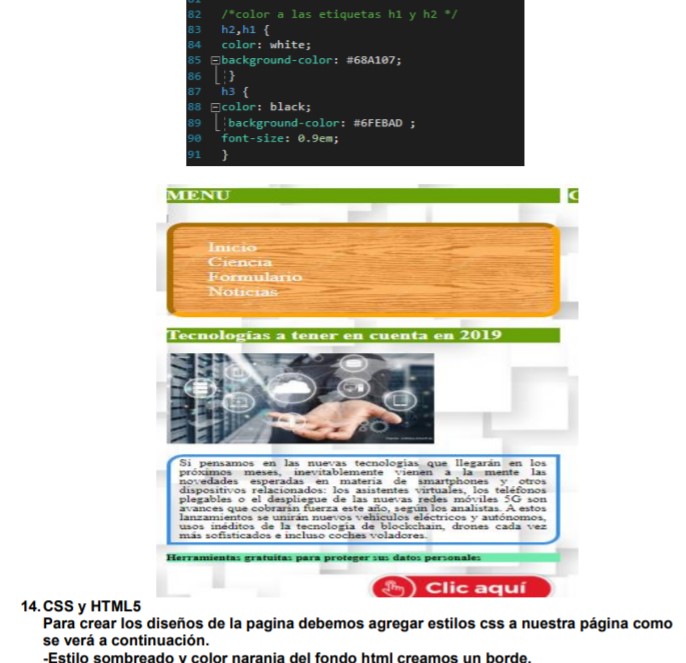 82 /*color a las etiquetas h1 y h2 */
83 h2,h1 {
84 color: white;
85 background-color: #68A107;
86 }
87 h3 {
88 color: black;
89 background-color: #6FEBAD ;
90 font-size: 0.9em;
91 }
MENU
Inicio
Ciencia
Formulario
Noticias
Tecnologías a tener en cuenta en 2019
Si pensamos en las nuevas tecnologías que llegarán en los
próximos meses, inevitablemente vienen a la mente las
novedades esperadas en materia de smartphones y otros
dispositivos relacionados: los asistentes virtuales, los teléfonos
plegables o el despliegue de las nuevas redes móviles 5G son
avances que cobrarán fuerza este año, según los analistas. A estos
lanzamientos se unirán nuevos vehículos eléctricos y autónomos,
usos inéditos de la tecnología de blockchain, drones cada vez
más sofisticados e incluso coches voladores.
Herramientas gratuitas para proteger sus datos personales
Clic aquí
14. CSS y HTML5
Para crear los diseños de la pagina debemos agregar estilos css a nuestra página como
se verá a continuación.
-Estilo sombreado y color naranja del fondo html creamos un borde.